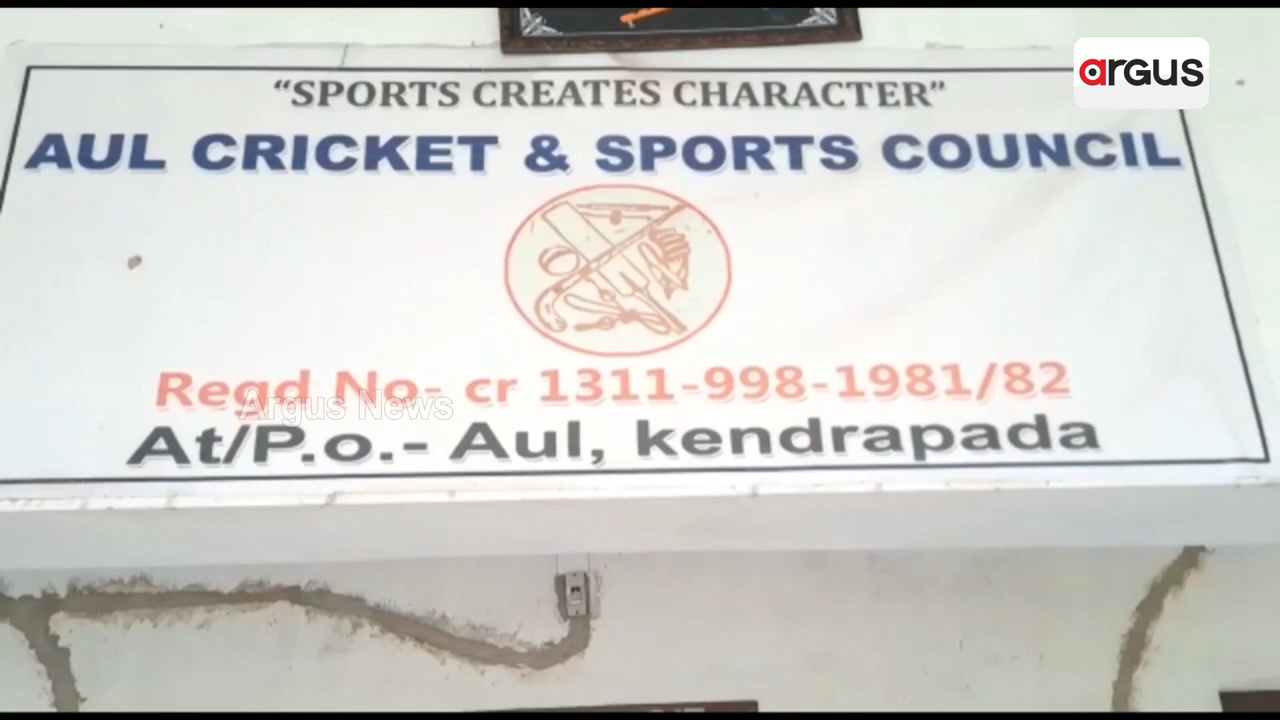 argus
“SPORTS CREATES CHARACTER”
AUL CRICKET & SPORTS COUNCIL
Regd No- cr 1311-998-1981/82
Argus News
At/P.o.- Aul, kendrapada